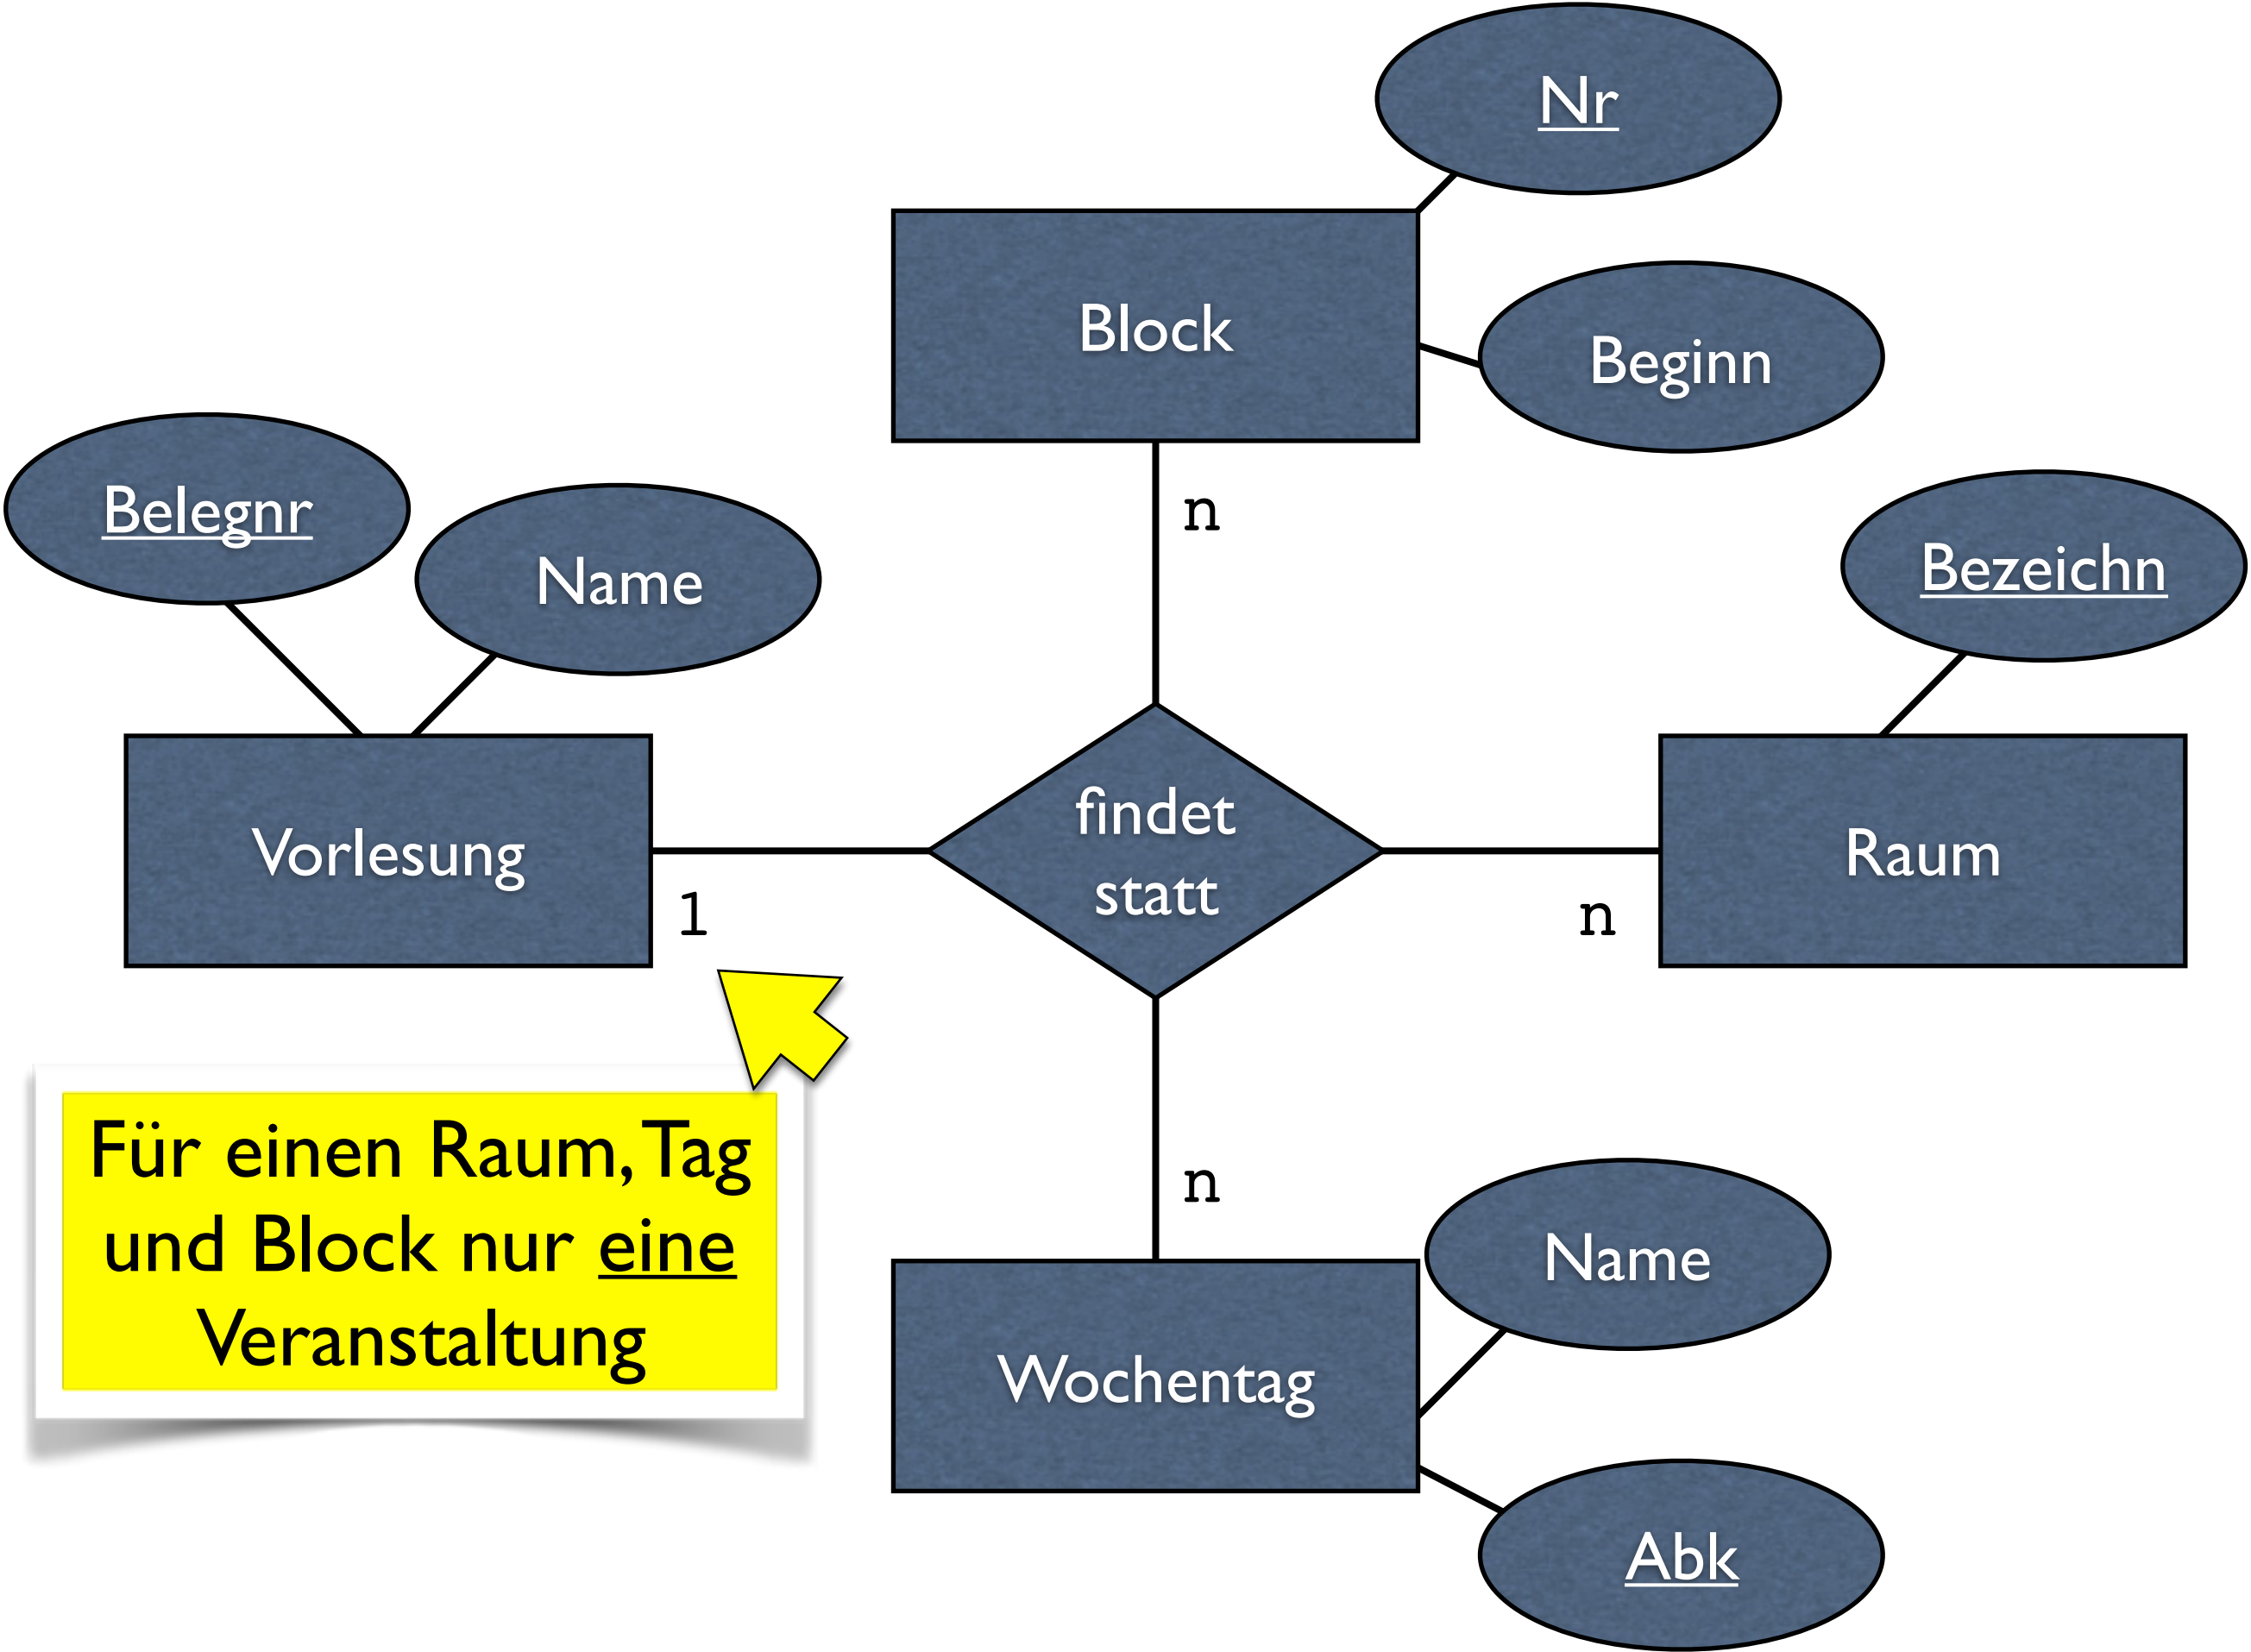 Nr
Block
Beginn
Belegnr
n
Name
Bezeichn
findet
statt
Vorlesung
Raum
1
n
Für einen Raum, Tag
und Block nur eine
Veranstaltung
n
Name
Wochentag
Abk